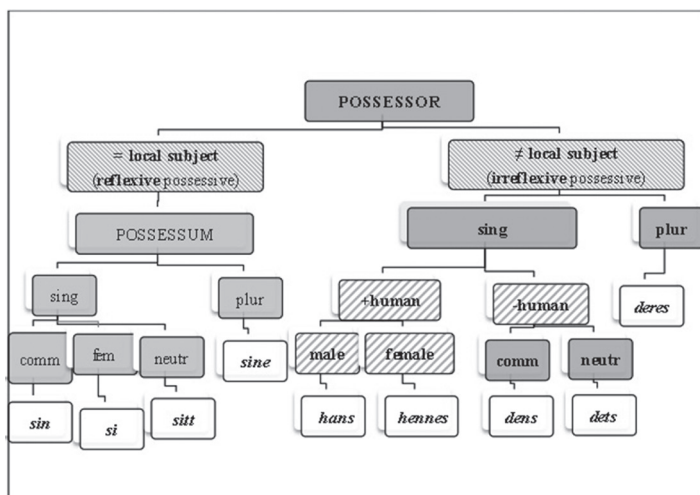 POSSESSOR
= local subject
(reflexive possessive)
≠ local subject
(irreflexive possessive)
POSSESSUM
sing
plur
sing
plur
+human
-human
deres
comm
fem
neutr
sine
male
female
comm
neutr
sin
si
sitt
hans
hennes
dens
dets